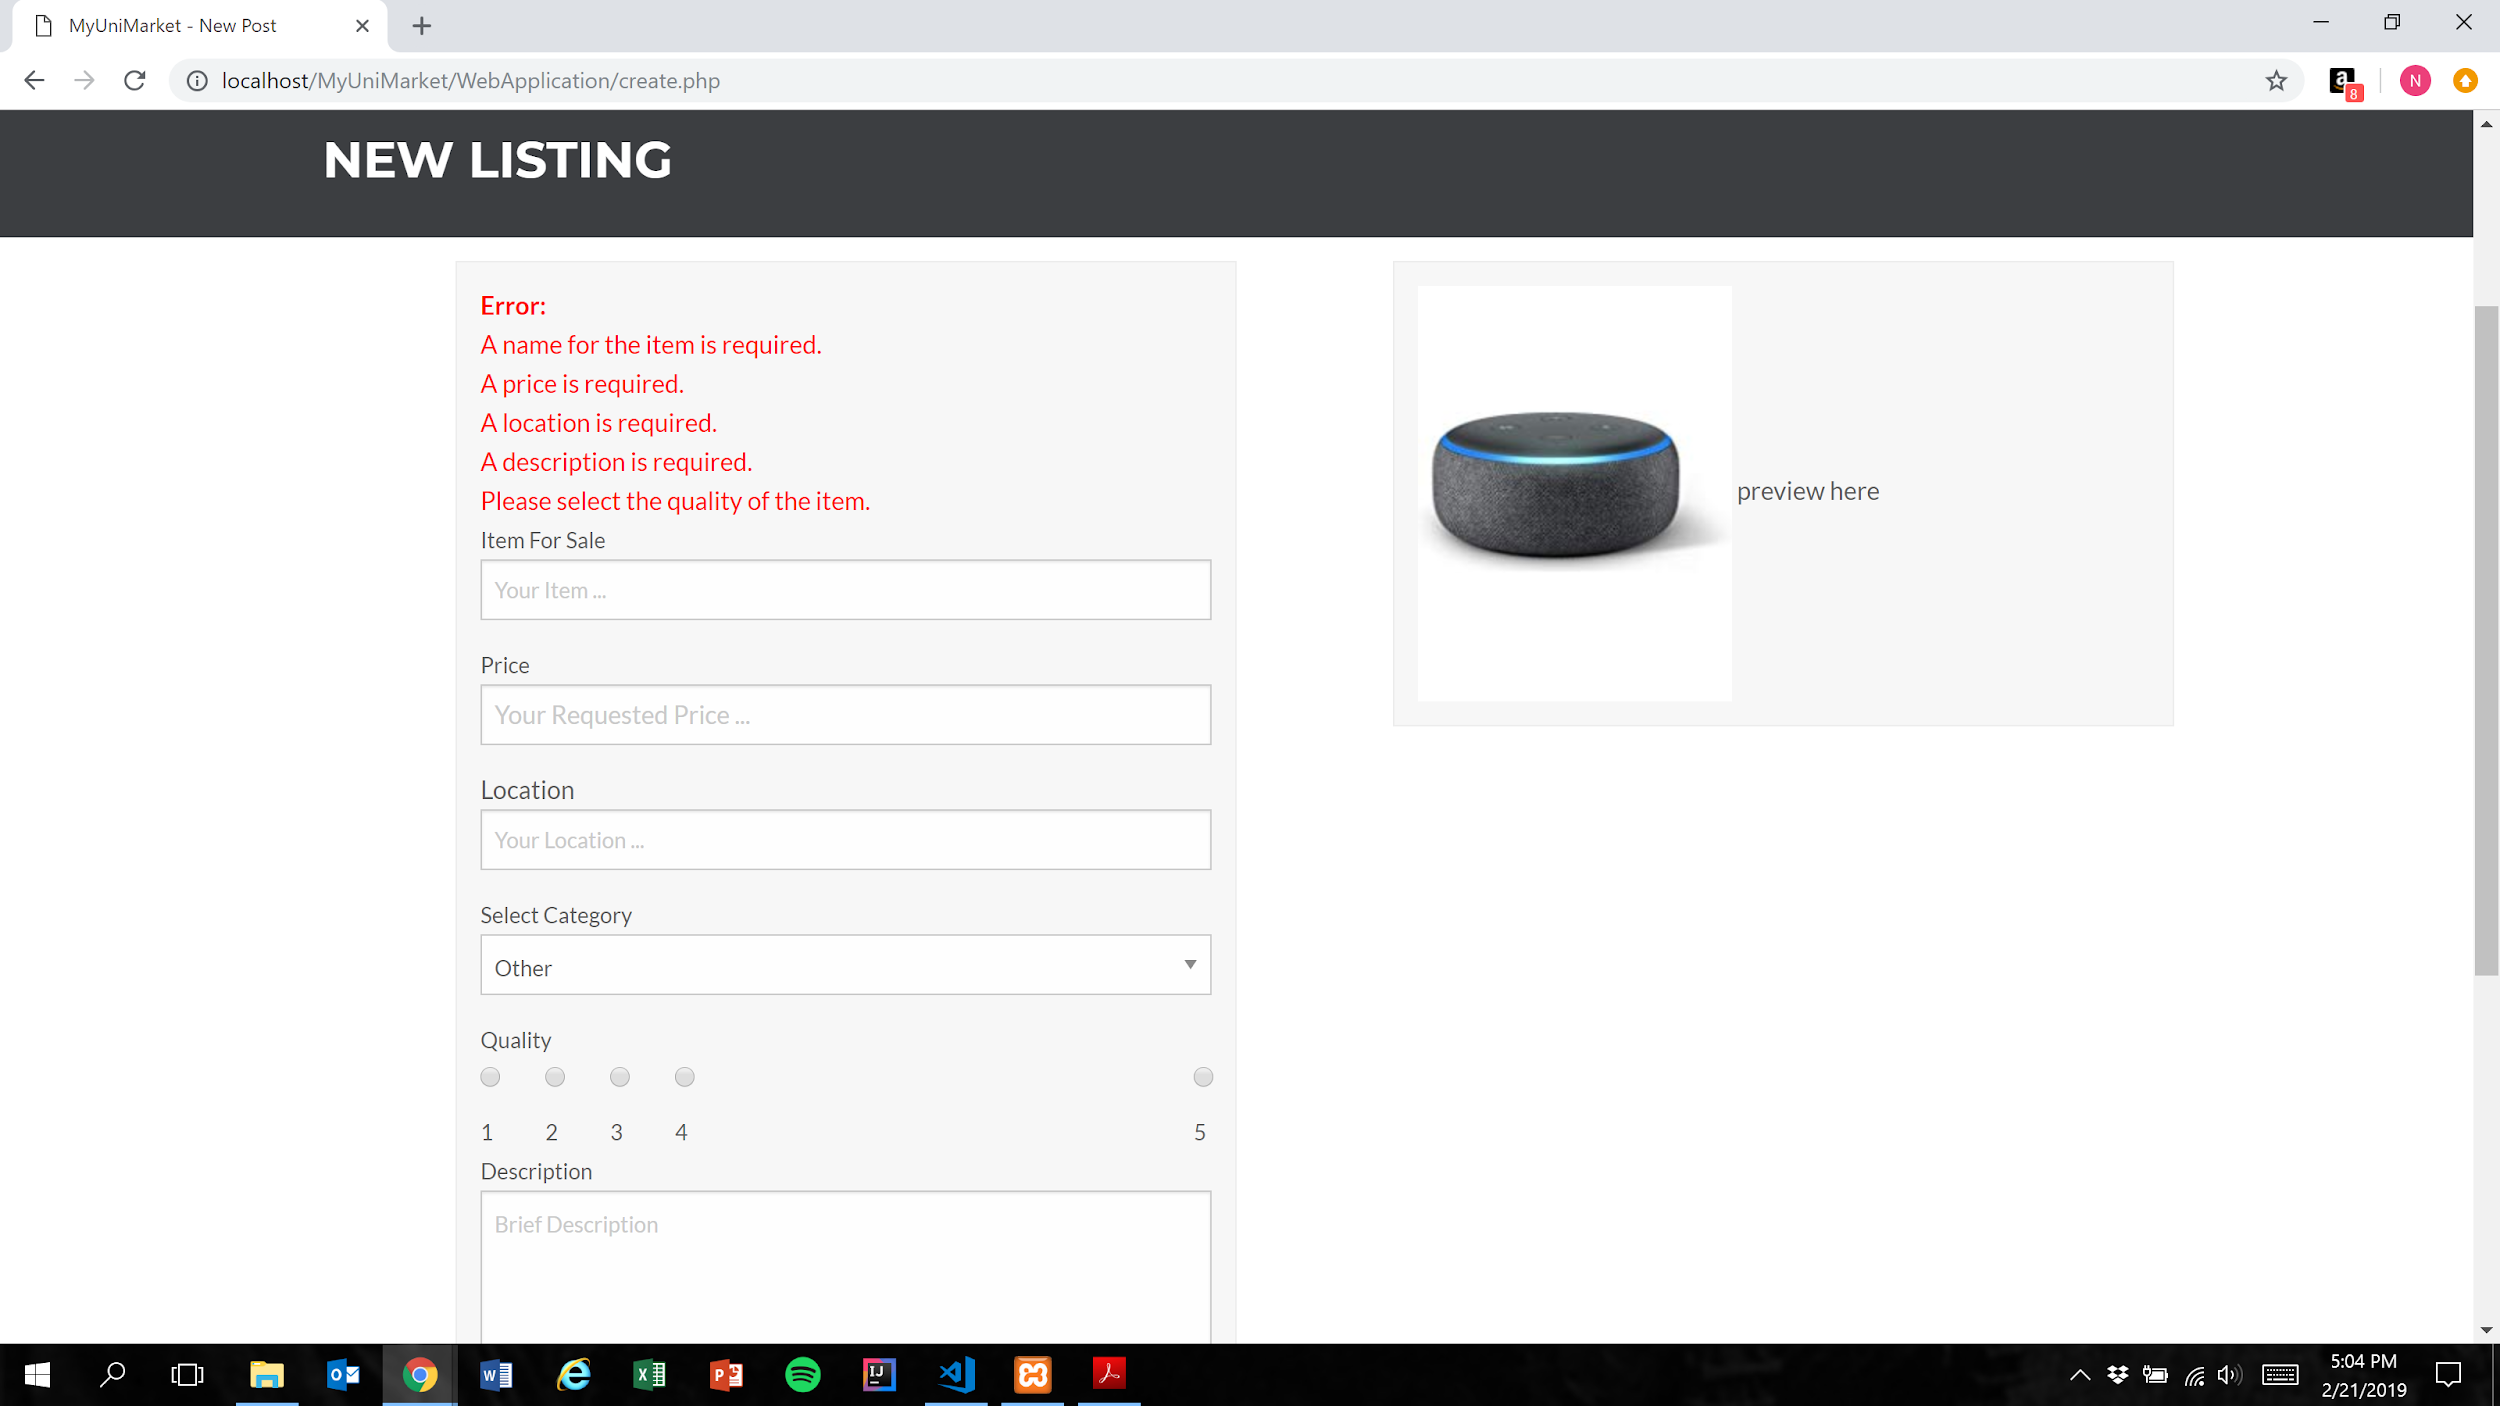 MyUniMarket - New Post
localhost/MyUniMarket/WebApplication/create.php
a
8
N
NEW LISTING
Error:
A name for the item is required.
A price is required.
A location is required.
A description is required.
Please select the quality of the item.
Item For Sale
Your Item ...
Price
Your Requested Price ...
Location
Your Location ...
Select Category
Other
Quality
1 2 3 4 5
Description
Brief Description
preview here
5:04 PM
2/21/2019